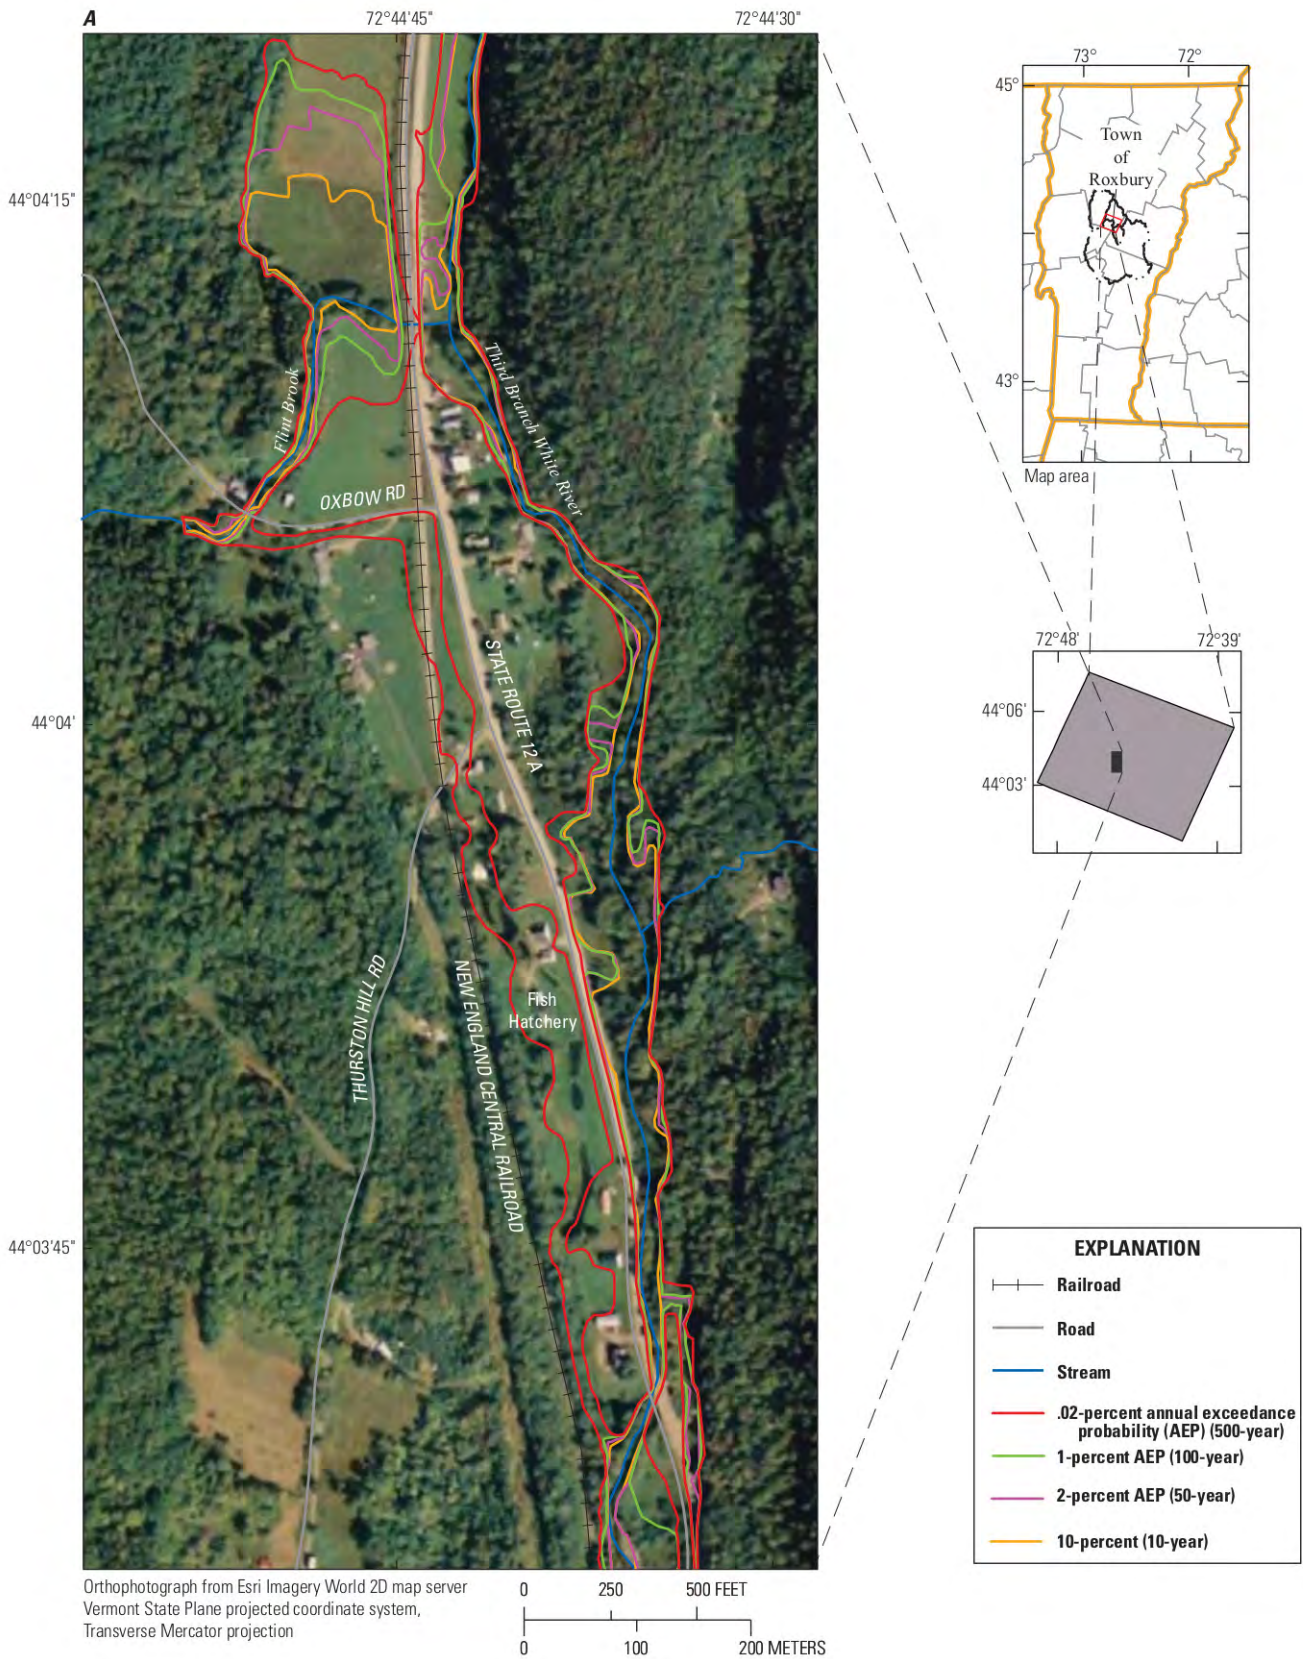 A
72°44'45"
72°44'30"
44°04'15"
44°04'
44°03'45"
Flint Brook
Third Branch White River
OXBOW RD
STATE ROUTE 12 A
THURSTON HILL RD
NEW ENGLAND CENTRAL RAILROAD
Fish
Hatchery
73°
72°
45°
43°
Town
of
Roxbury
Map area
72°48'
72°39'
44°06'
44°03'
EXPLANATION
Railroad
Road
Stream
.02-percent annual exceedance
probability (AEP) (500-year)
1-percent AEP (100-year)
2-percent AEP (50-year)
10-percent (10-year)
Orthophotograph from Esri Imagery World 2D map server
Vermont State Plane projected coordinate system,
Transverse Mercator projection
0 250 500 FEET
0 100 200 METERS